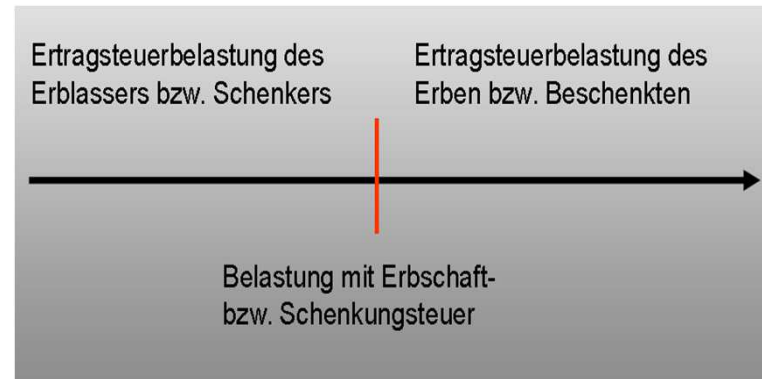 Ertragsteuerbelastung des
Erblassers bzw. Schenkers
Ertragsteuerbelastung des
Erben bzw. Beschenkten
Belastung mit Erbschaft-
bzw. Schenkungsteuer